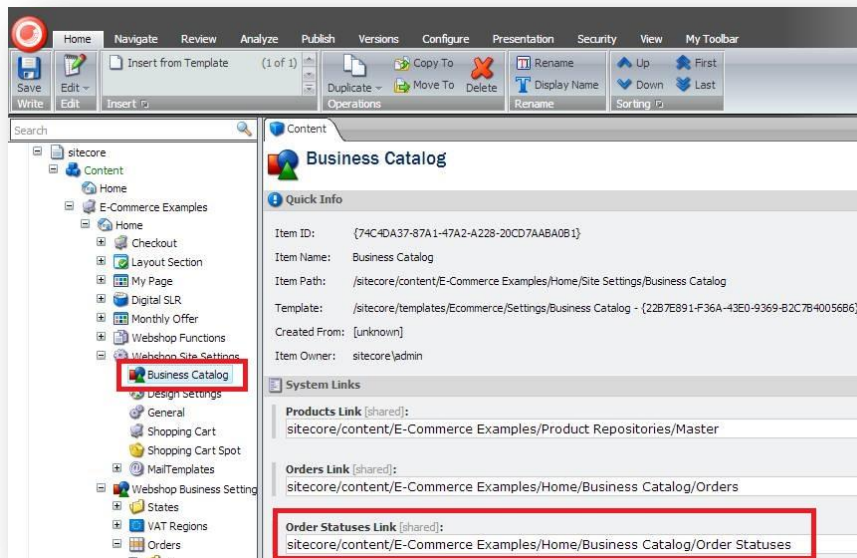 Home Navigate Review Analyze Publish Versions Configure Presentation Security View My Toolbar
Save
Write
Edit
Edit
Insert from Template
(1 of 1)
Insert
Duplicate
Copy To
Move To
Delete
Operations
Rename
Display Name
Rename
Up
Down
First
Last
Sorting
Search
sitecore
Content
Home
E-Commerce Examples
Home
Checkout
Layout Section
My Page
Digital SLR
Monthly Offer
Webshop Functions
Webshop Site Settings
Business Catalog
Design Settings
General
Shopping Cart
Shopping Cart Spot
MailTemplates
Webshop Business Setting
States
VAT Regions
Orders
Content
Business Catalog
Quick Info
Item ID: {74C4DA37-87A1-47A2-A228-20CD7AABA0B1}
Item Name: Business Catalog
Item Path: /sitecore/content/E-Commerce Examples/Home/Site Settings/Business Catalog
Template: /sitecore/templates/Ecommerce/Settings/Business Catalog - {22B7E891-F36A-43E0-9369-B2C7B40056B6}
Created From: [unknown]
Item Owner: sitecore\admin
System Links
Products Link [shared]:
sitecore/content/E-Commerce Examples/Product Repositories/Master
Orders Link [shared]:
sitecore/content/E-Commerce Examples/Home/Business Catalog/Orders
Order Statuses Link [shared]:
sitecore/content/E-Commerce Examples/Home/Business Catalog/Order Statuses